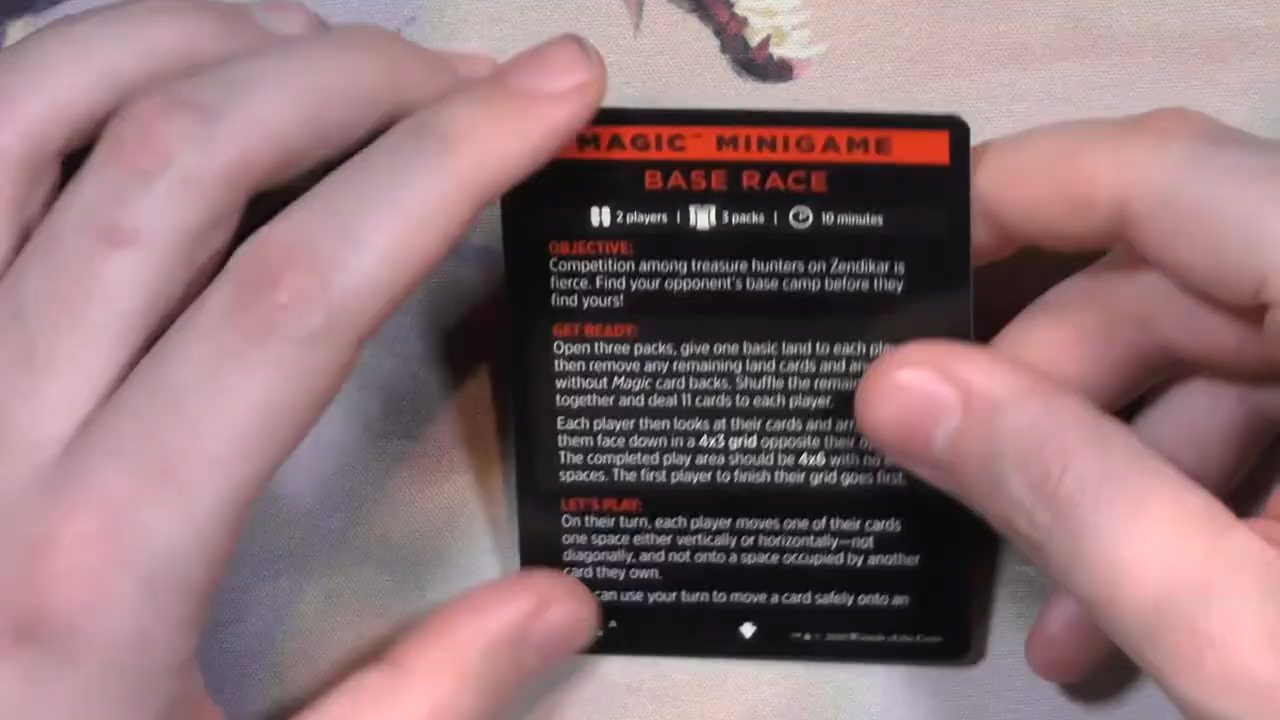 MAGIC™ MINIGAME
BASE RACE
2 players | 3 packs | 10 minutes
OBJECTIVE:
Competition among treasure hunters on Zendikar is
fierce. Find your opponent's base camp before they
find yours!
GET READY:
Open three packs, give one basic land to each
then remove any remaining land cards and
without Magic card backs. Shuffle the
together and deal 11 cards to each player.
Each player then looks at their cards and
them face down in a 4x3 grid opposite their
The completed play area should be 4x6 with no
spaces. The first player to finish their grid goes first.
LET'S PLAY:
On their turn, each player moves one of their cards
one space either vertically or horizontally—not
diagonally, and not onto a space occupied by another
card they own.
can use your turn to move a card safely onto an